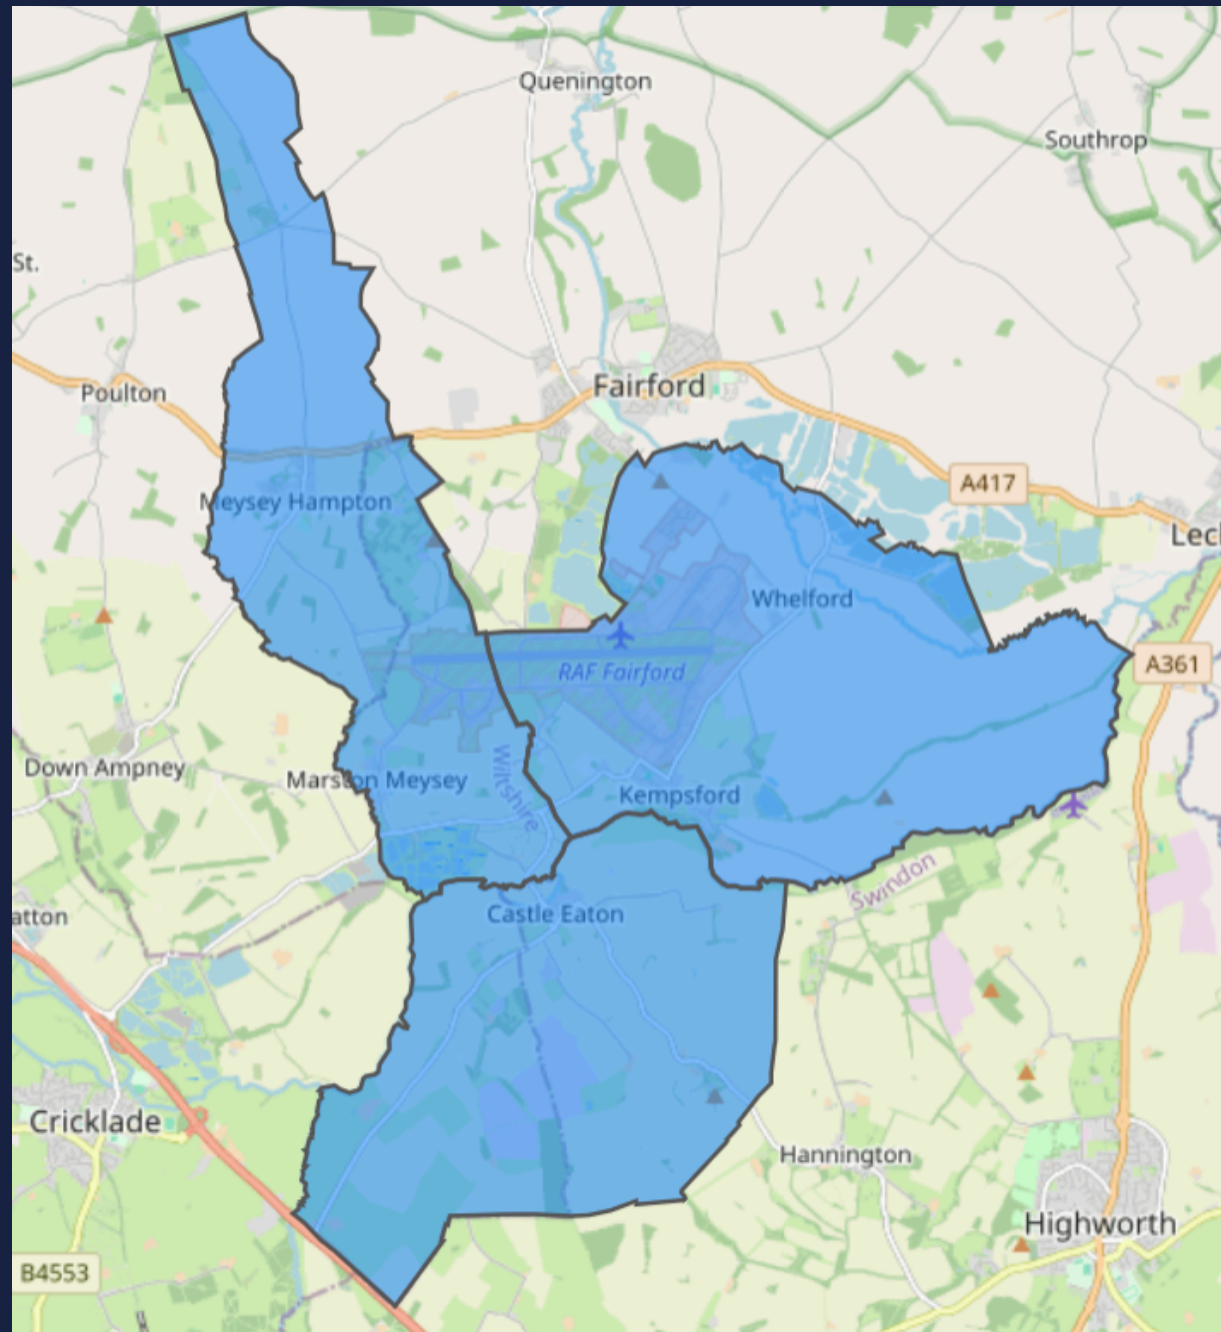 Quenington
Southrop
St.
Poulton
Fairford
A417
Meysey Hampton
Lec
Whelford
A361
RAF Fairford
Down Ampney
Marston Meysey
Wiltshire
Kempsford
Swindon
atton
Castle Eaton
Cricklade
Hannington
Highworth
B4553